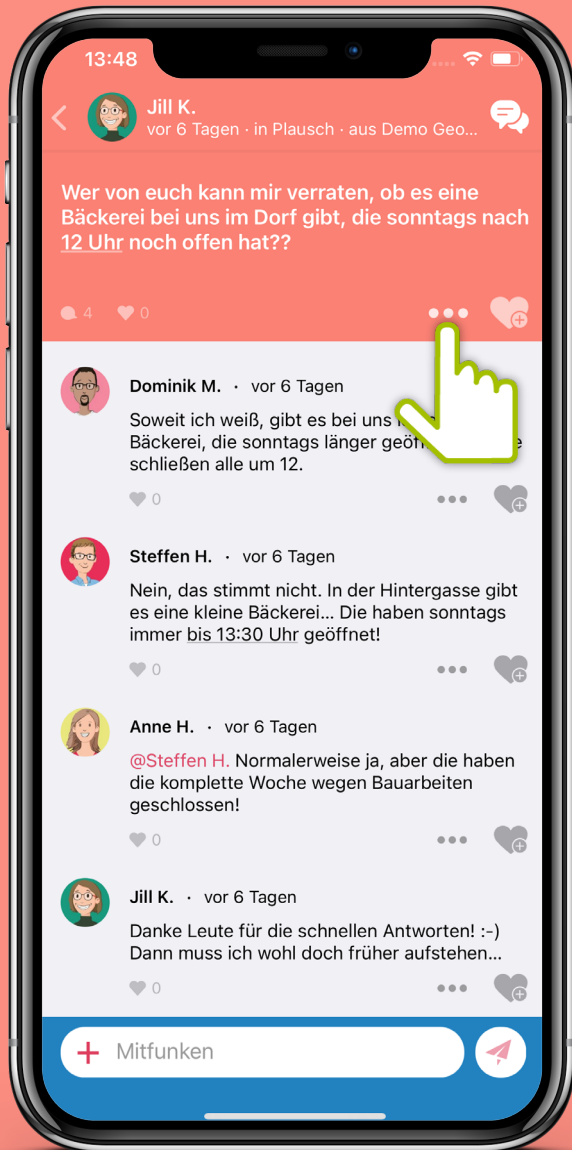 13:48
Jill K.
vor 6 Tagen · in Plausch · aus Demo Geo...
Wer von euch kann mir verraten, ob es eine
Bäckerei bei uns im Dorf gibt, die sonntags nach
12 Uhr noch offen hat??
4 0
Dominik M. · vor 6 Tagen
Soweit ich weiß, gibt es bei uns
Bäckerei, die sonntags länger
schließen alle um 12.
0
Steffen H. · vor 6 Tagen
Nein, das stimmt nicht. In der Hintergasse gibt
es eine kleine Bäckerei... Die haben sonntags
immer bis 13:30 Uhr geöffnet!
0
Anne H. · vor 6 Tagen
@Steffen H. Normalerweise ja, aber die haben
die komplette Woche wegen Bauarbeiten
geschlossen!
0
Jill K. · vor 6 Tagen
Danke Leute für die schnellen Antworten! :-)
Dann muss ich wohl doch früher aufstehen...
0
Mitfunken